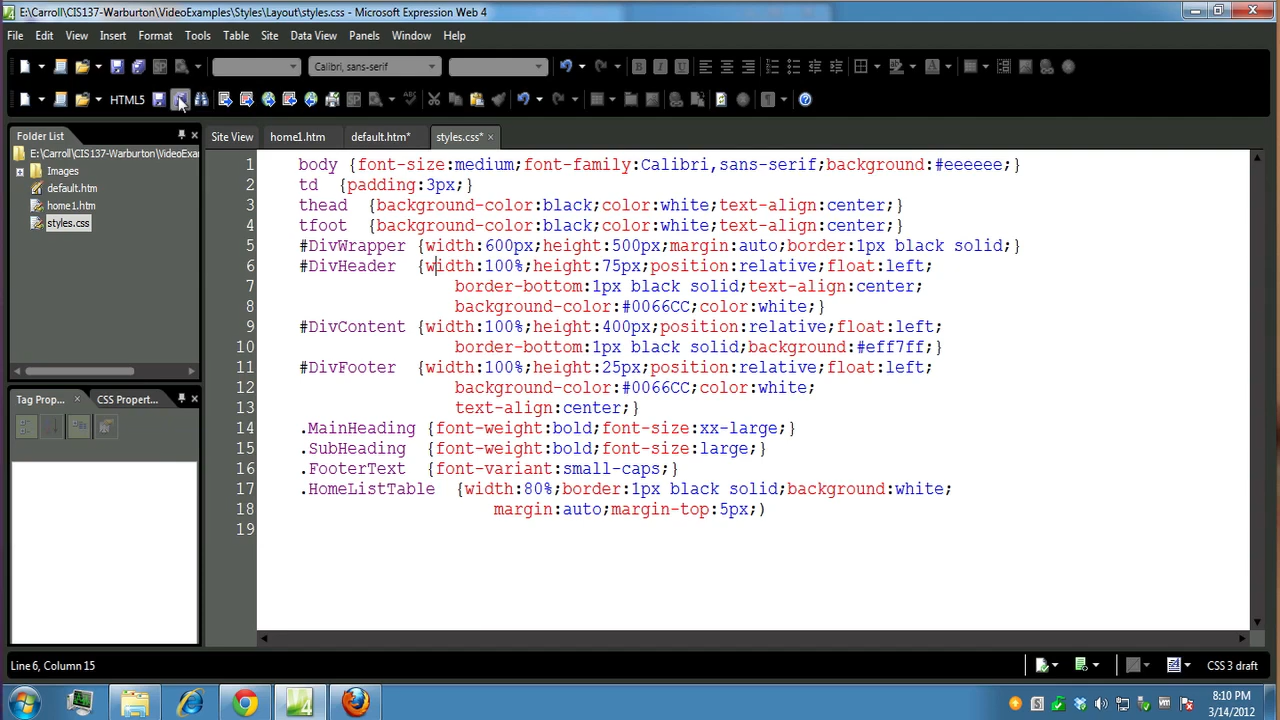 E:\Carroll\CIS137-Warburton\VideoExamples\Styles\Layout\styles.css - Microsoft Expression Web 4
File Edit View Insert Format Tools Table Site Data View Panels Window Help
Calibri, sans-serif
HTML5
Folder List
Site View home1.htm default.htm* styles.css*
E:\Carroll\CIS137-Warburton\VideoExam
Images
default.htm
home1.htm
styles.css
Tag Prop... CSS Propert...
1 body {font-size:medium;font-family:Calibri,sans-serif;background:#eeeeee;}
2 td {padding:3px;}
3 thead {background-color:black;color:white;text-align:center;}
4 tfoot {background-color:black;color:white;text-align:center;}
5 #DivWrapper {width:600px;height:500px;margin:auto;border:1px black solid;}
6 #DivHeader {width:100%;height:75px;position:relative;float:left;
7 border-bottom:1px black solid;text-align:center;
8 background-color:#0066CC;color:white;}
9 #DivContent {width:100%;height:400px;position:relative;float:left;
10 border-bottom:1px black solid;background:#eff7ff;}
11 #DivFooter {width:100%;height:25px;position:relative;float:left;
12 background-color:#0066CC;color:white;
13 text-align:center;}
14 .MainHeading {font-weight:bold;font-size:xx-large;}
15 .SubHeading {font-weight:bold;font-size:large;}
16 .FooterText {font-variant:small-caps;}
17 .HomeListTable {width:80%;border:1px black solid;background:white;
18 margin:auto;margin-top:5px;)
19
Line 6, Column 15
CSS 3 draft
8:10 PM
3/14/2012